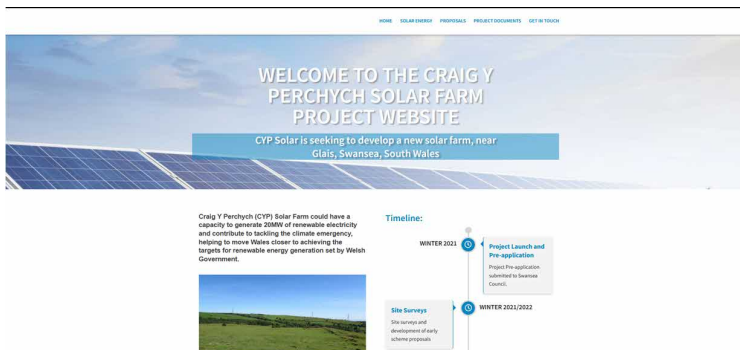 HOME SOLAR ENERGY PROPOSALS PROJECT DOCUMENTS GET IN TOUCH
WELCOME TO THE CRAIG Y
PERCHYCH SOLAR FARM
PROJECT WEBSITE
CYP Solar is seeking to develop a new solar farm, near
Glais, Swansea, South Wales
Craig Y Perchych (CYP) Solar Farm could have a
capacity to generate 20MW of renewable electricity
and contribute to tackling the climate emergency,
helping to move Wales closer to achieving the
targets for renewable energy generation set by Welsh
Government.
Timeline:
WINTER 2021
Project Launch and
Pre-application
Project Pre-application
submitted to Swansea
Council.
WINTER 2021/2022
Site Surveys
Site surveys and
development of early
scheme proposals